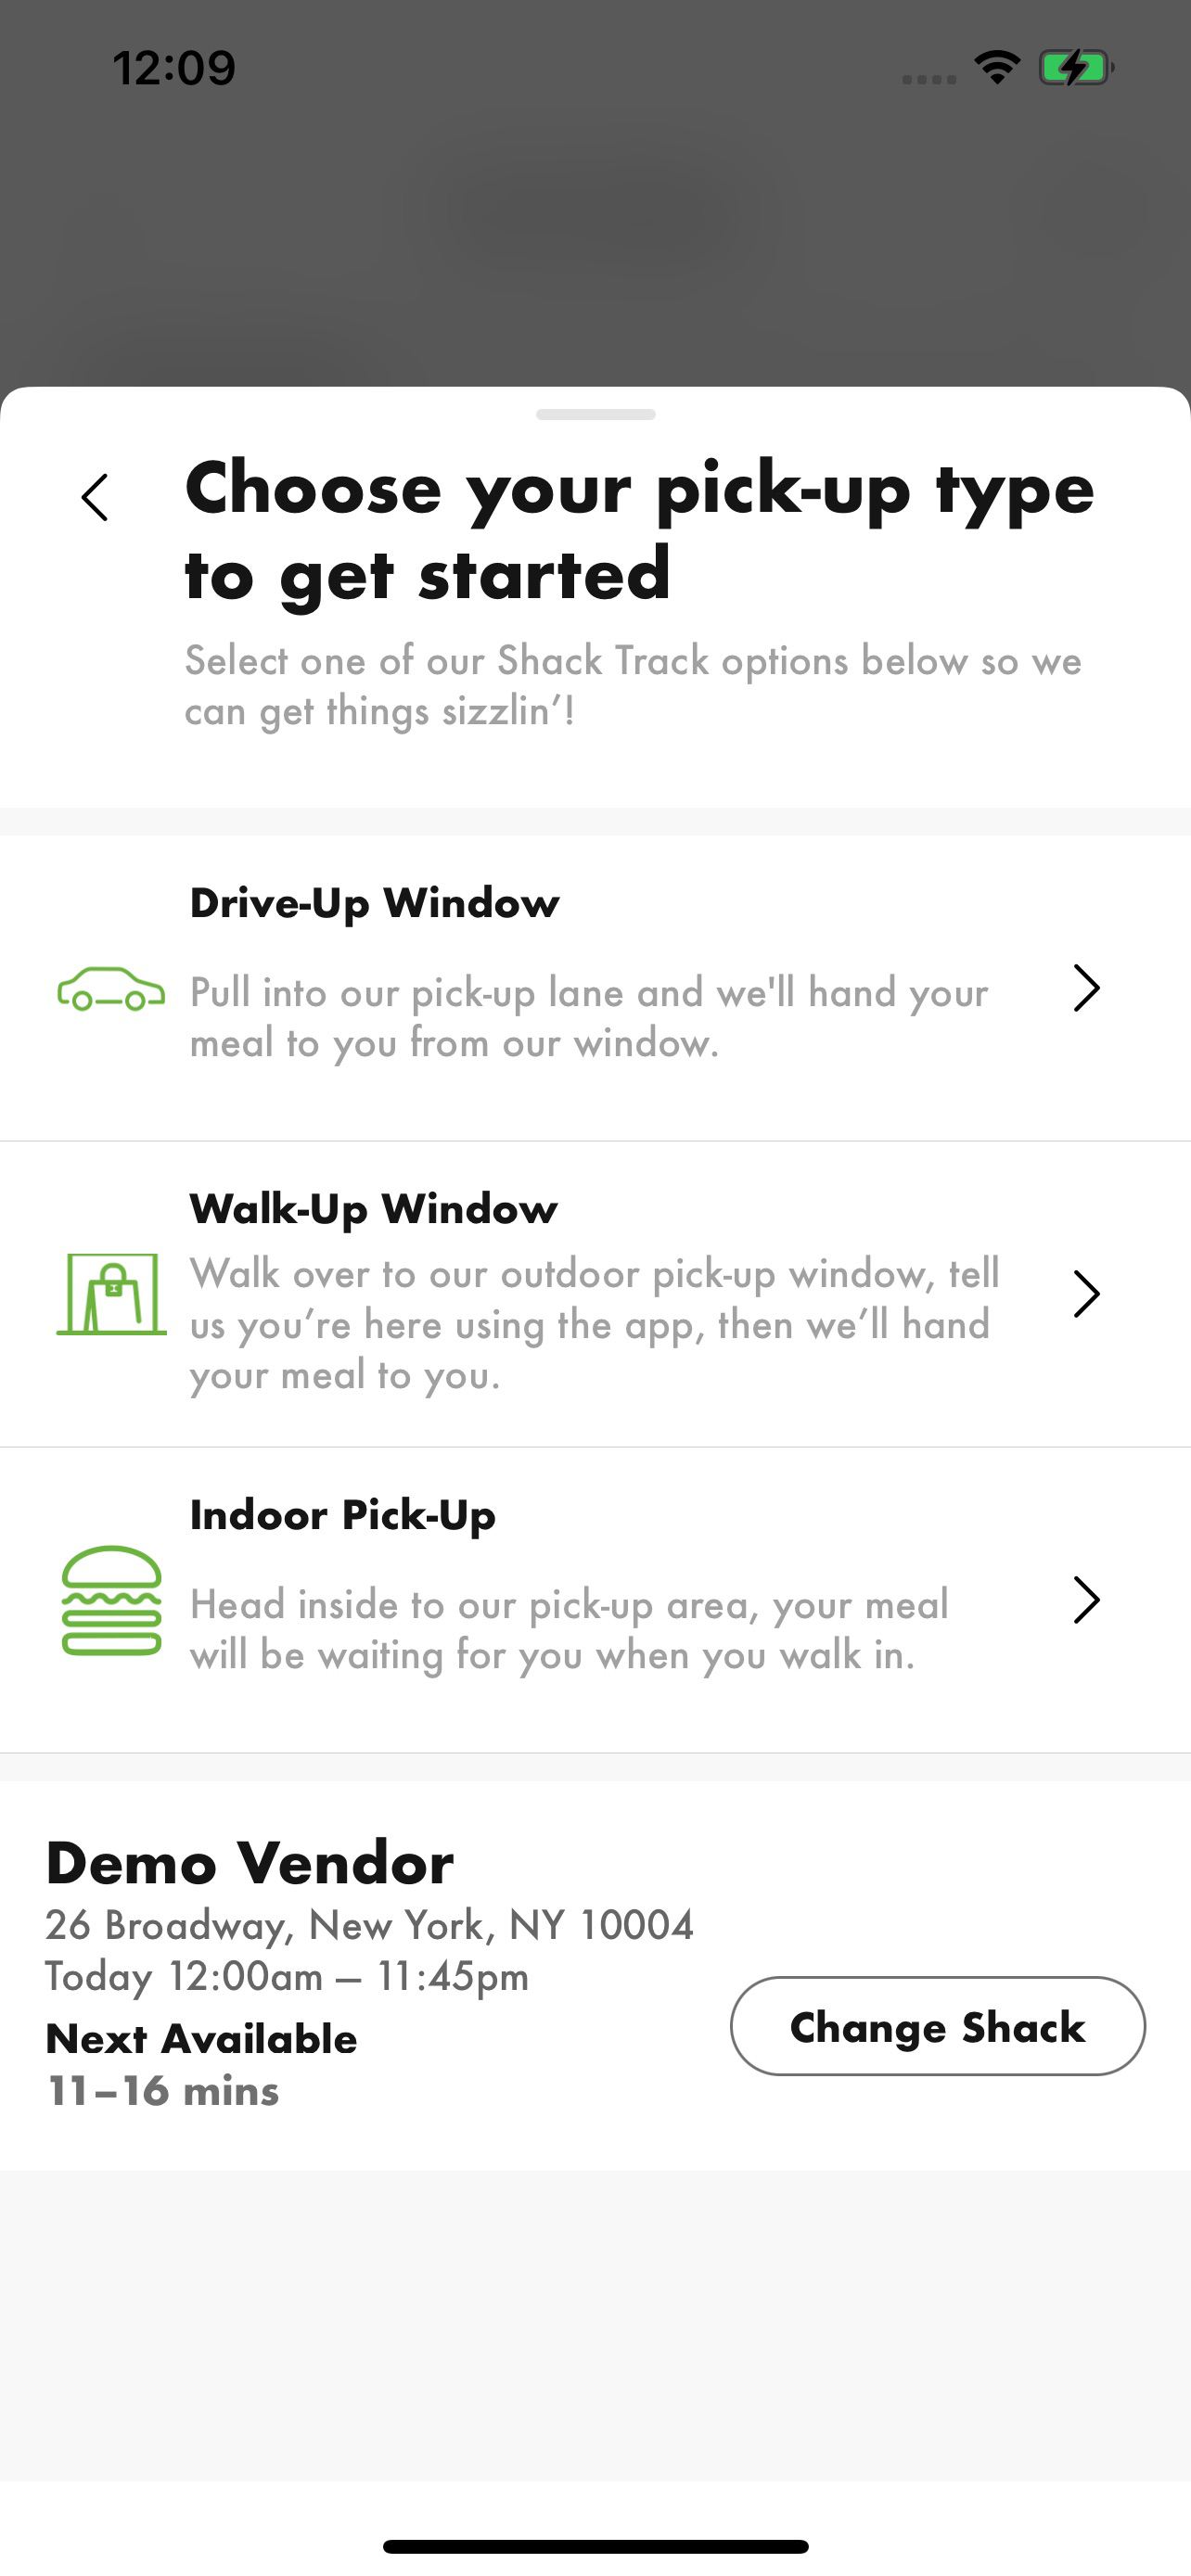 12:09
Choose your pick-up type
to get started
Select one of our Shack Track options below so we
can get things sizzlin’!
Drive-Up Window
Pull into our pick-up lane and we'll hand your
meal to you from our window.
Walk-Up Window
Walk over to our outdoor pick-up window, tell
us you’re here using the app, then we’ll hand
your meal to you.
Indoor Pick-Up
Head inside to our pick-up area, your meal
will be waiting for you when you walk in.
Demo Vendor
26 Broadway, New York, NY 10004
Today 12:00am – 11:45pm
Next Available
11–16 mins
Change Shack